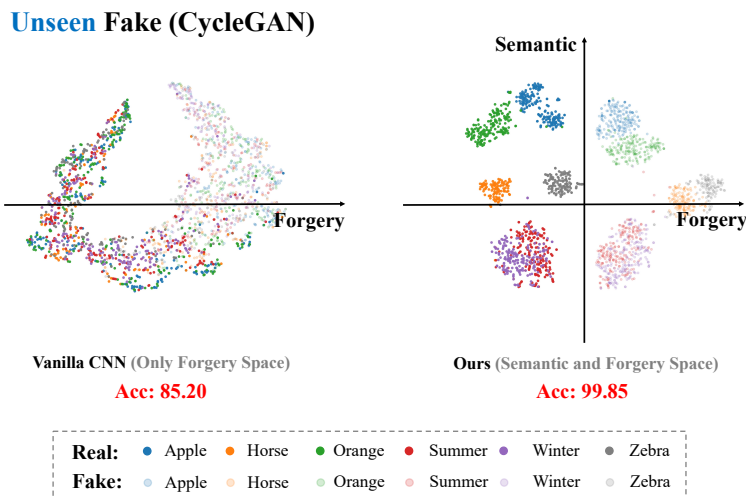 Unseen Fake (CycleGAN)
Semantic
Forgery
Forgery
Vanilla CNN (Only Forgery Space)
Acc: 85.20
Ours (Semantic and Forgery Space)
Acc: 99.85
Real: Apple Horse Orange Summer Winter Zebra
Fake: Apple Horse Orange Summer Winter Zebra